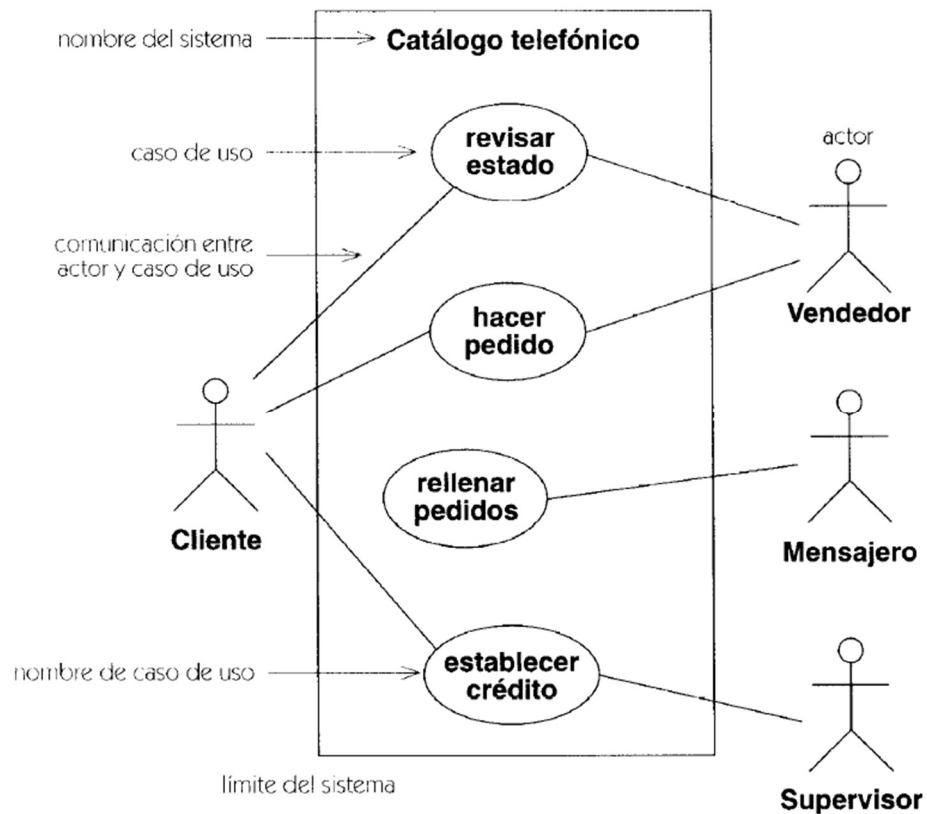 nombre del sistema
Catálogo telefónico
caso de uso
revisar
estado
actor
comunicación entre
actor y caso de uso
Vendedor
hacer
pedido
Cliente
rellenar
pedidos
Mensajero
nombre de caso de uso
establecer
crédito
límite del sistema
Supervisor